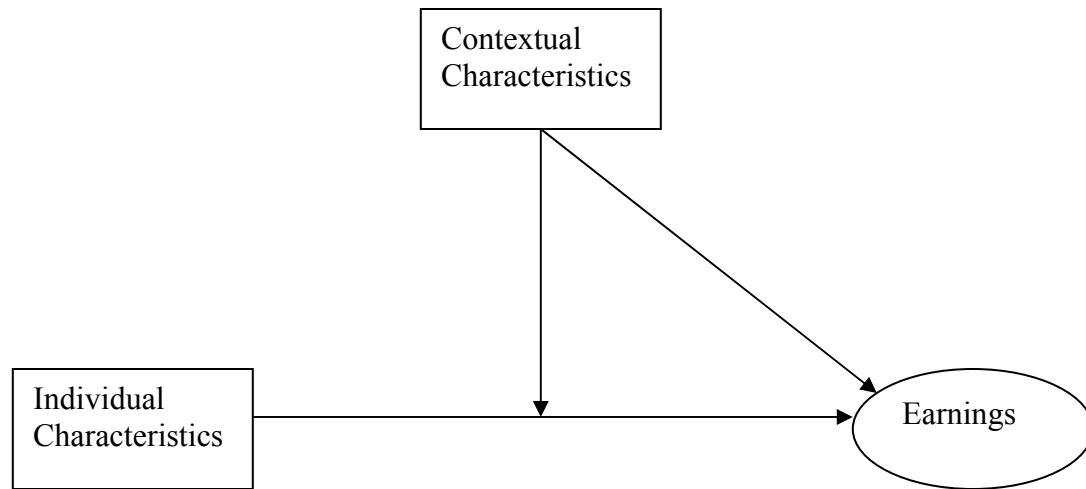 Contextual
Characteristics
Individual
Characteristics
Earnings